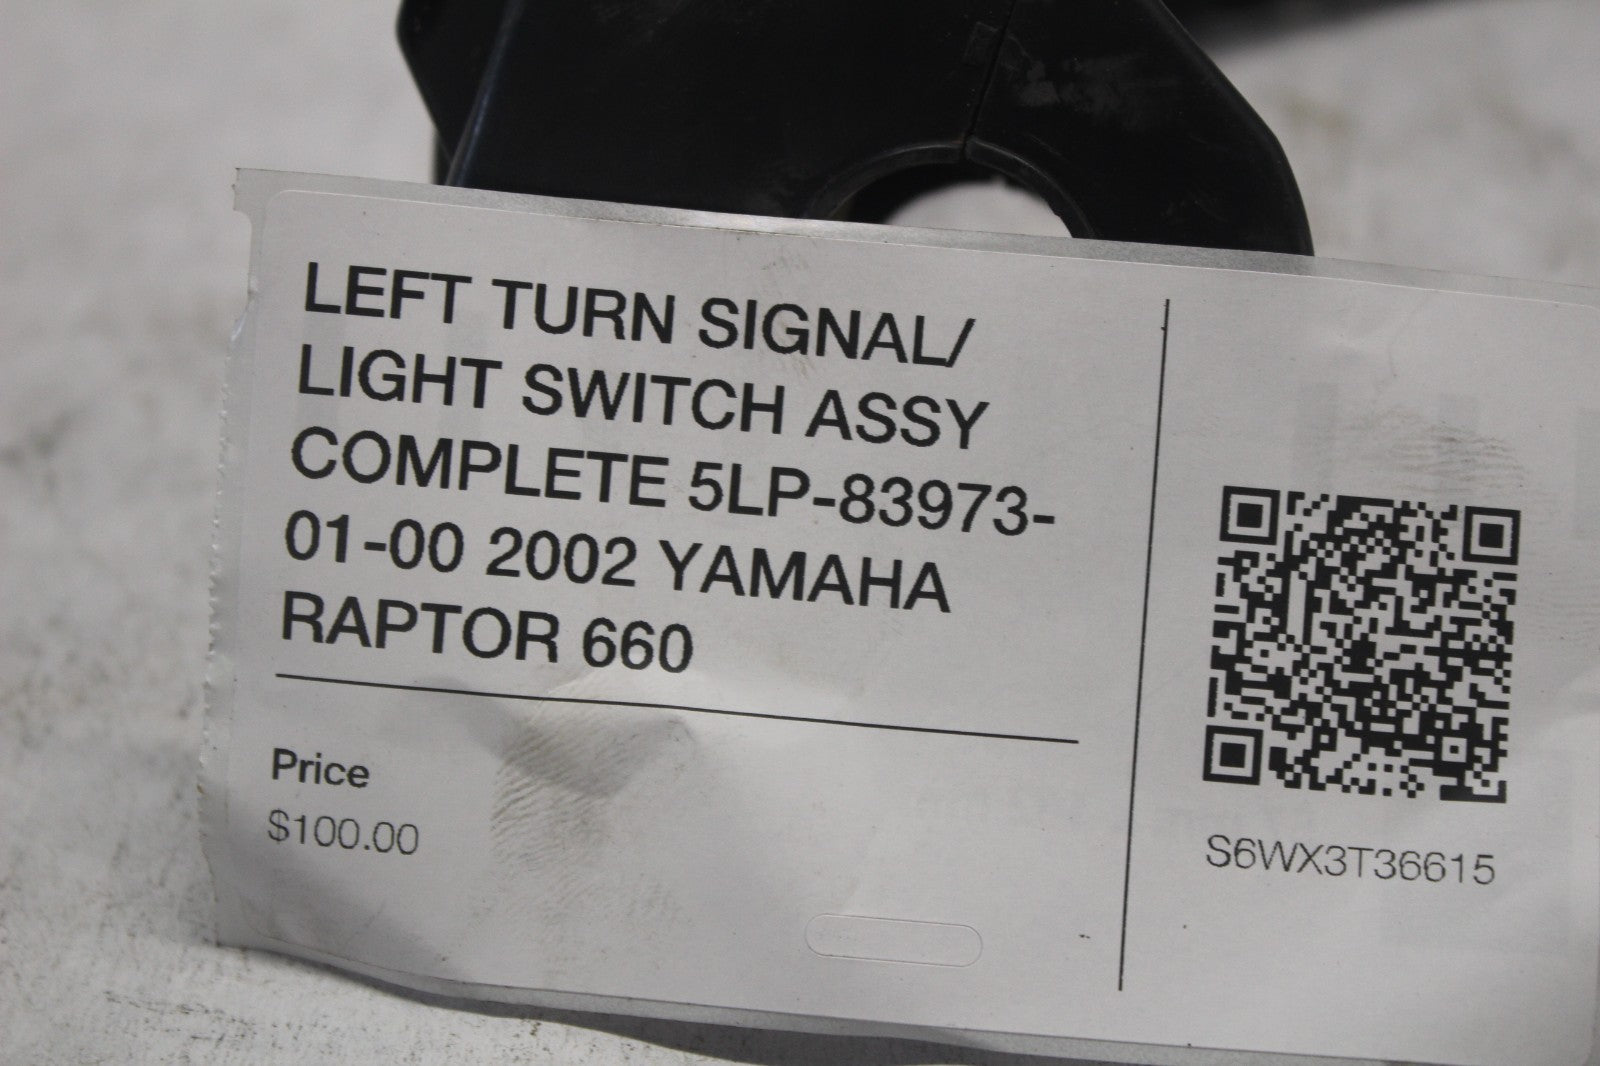 LEFT TURN SIGNAL/
LIGHT SWITCH ASSY
COMPLETE 5LP-83973-
01-00 2002 YAMAHA
RAPTOR 660
Price
$100.00
S6WX3T36615